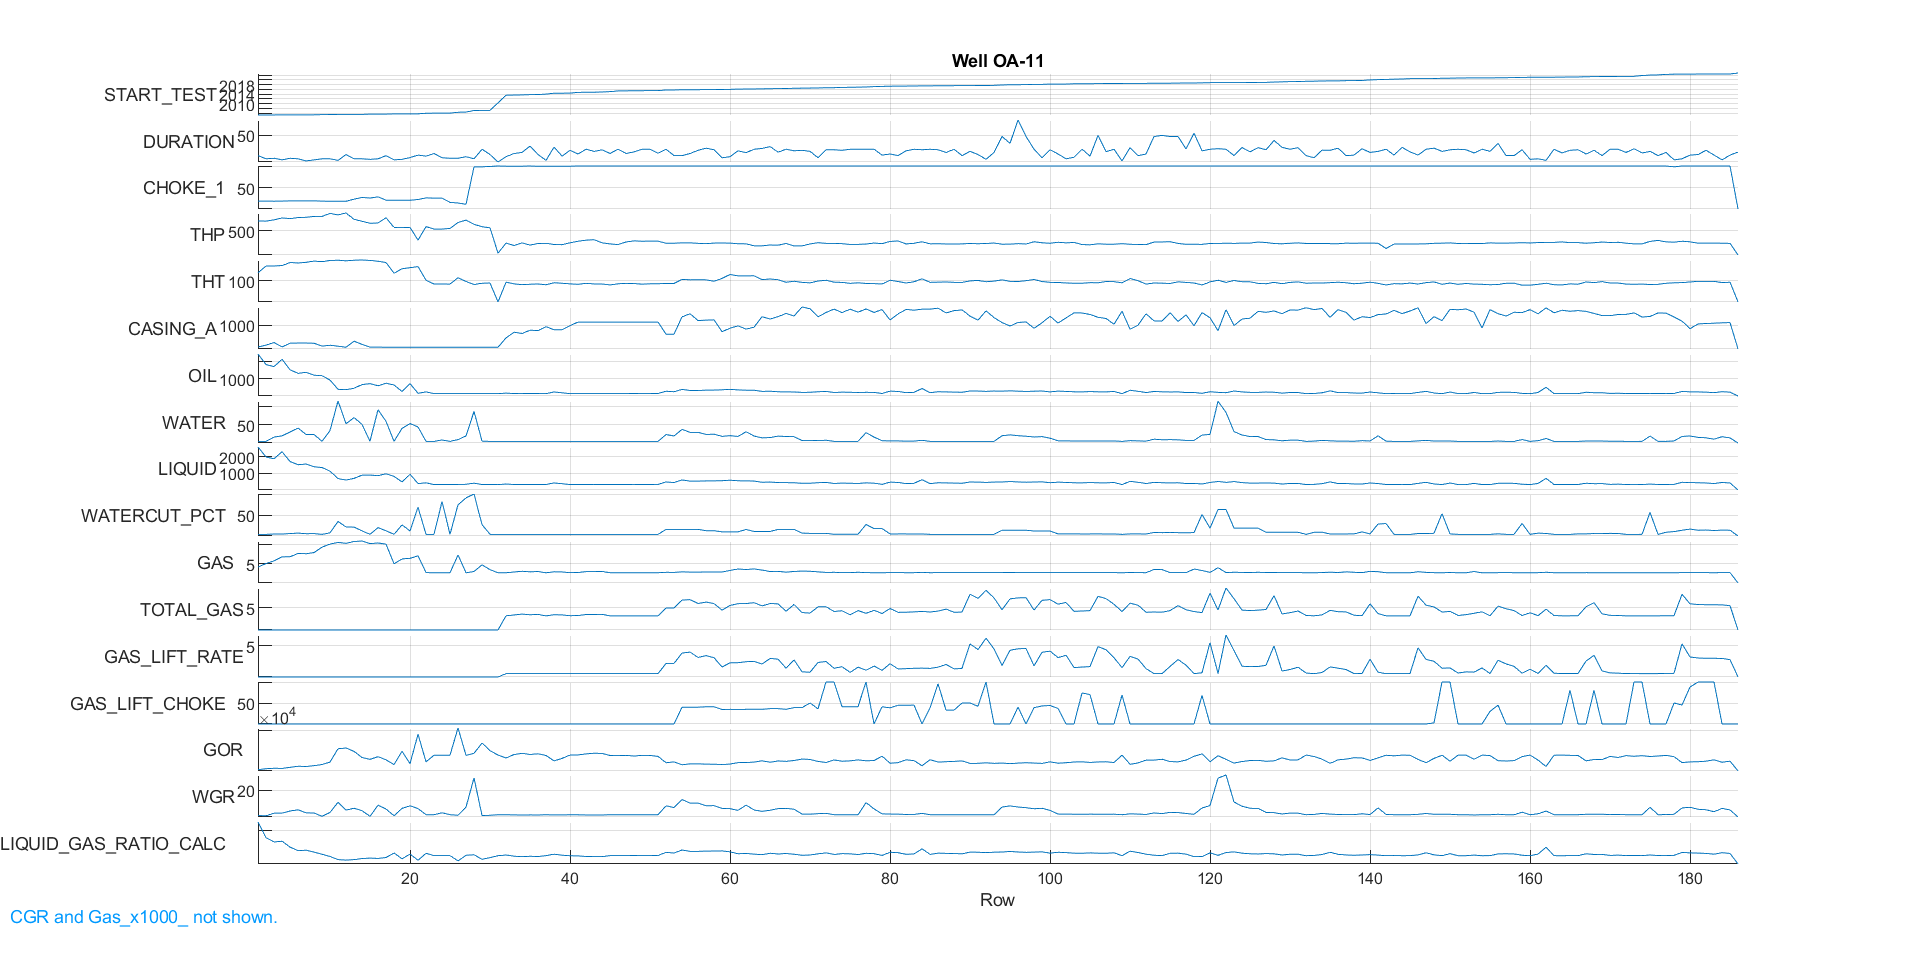 Well OA-11
START_TEST 2018
2014
2010
DURATION 50
CHOKE_1 50
THP 500
THT 100
CASING_A 1000
OIL 1000
WATER 50
LIQUID 2000
1000
WATERCUT_PCT 50
GAS 5
TOTAL_GAS 5
GAS_LIFT_RATE 5
GAS_LIFT_CHOKE 50
×10^4
GOR
WGR 20
LIQUID_GAS_RATIO_CALC
20 40 60 80 100 120 140 160 180
Row
CGR and Gas_x1000_ not shown.